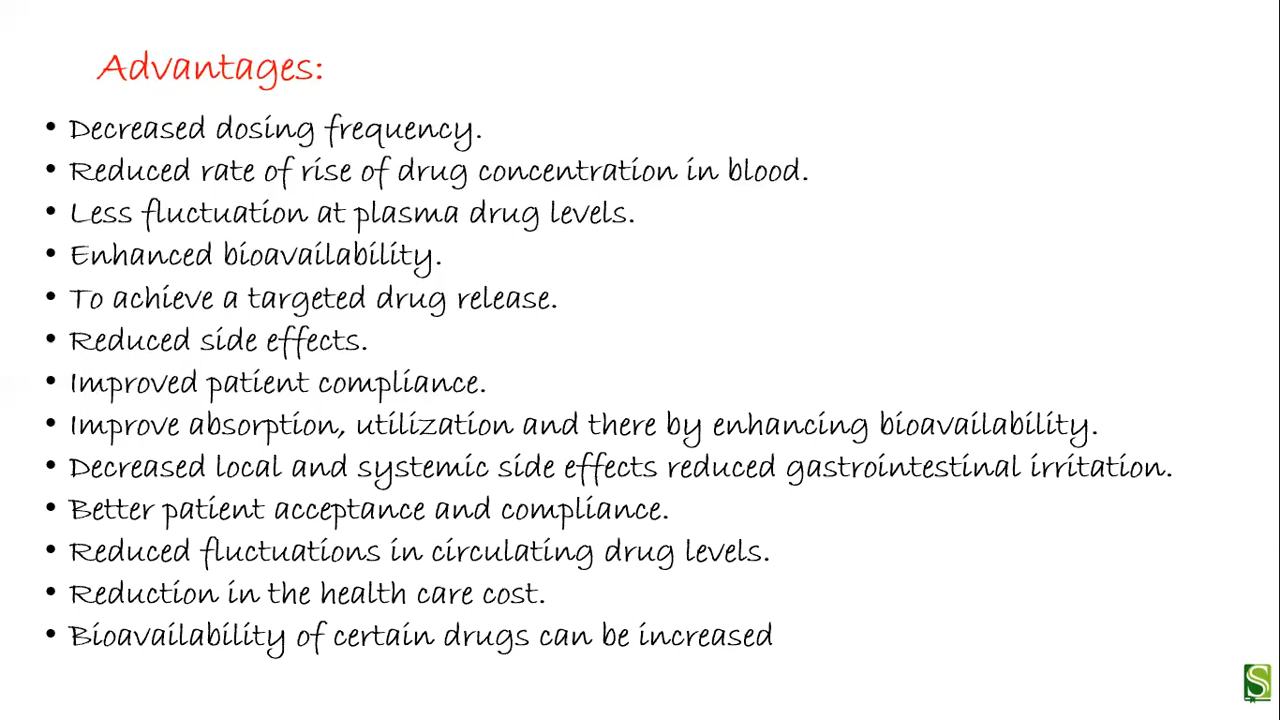 Advantages:
• Decreased dosing frequency.
• Reduced rate of rise of drug concentration in blood.
• Less fluctuation at plasma drug levels.
• Enhanced bioavailability.
• To achieve a targeted drug release.
• Reduced side effects.
• Improved patient compliance.
• Improve absorption, utilization and there by enhancing bioavailability.
• Decreased local and systemic side effects reduced gastrointestinal irritation.
• Better patient acceptance and compliance.
• Reduced fluctuations in circulating drug levels.
• Reduction in the health care cost.
• Bioavailability of certain drugs can be increased
S